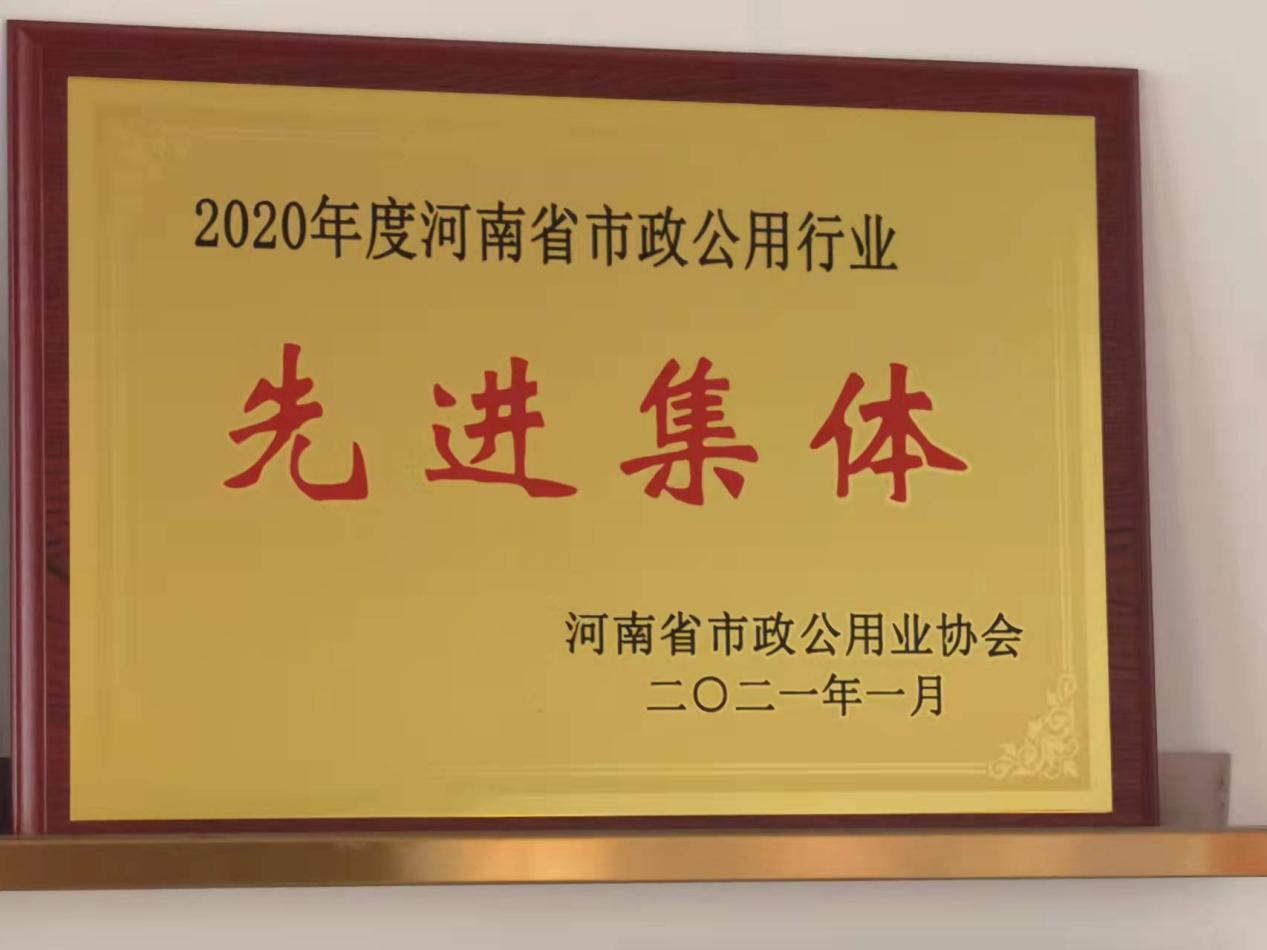 2020年度河南省市政公用行业
先进集体
河南省市政公用业协会
二〇二一年一月